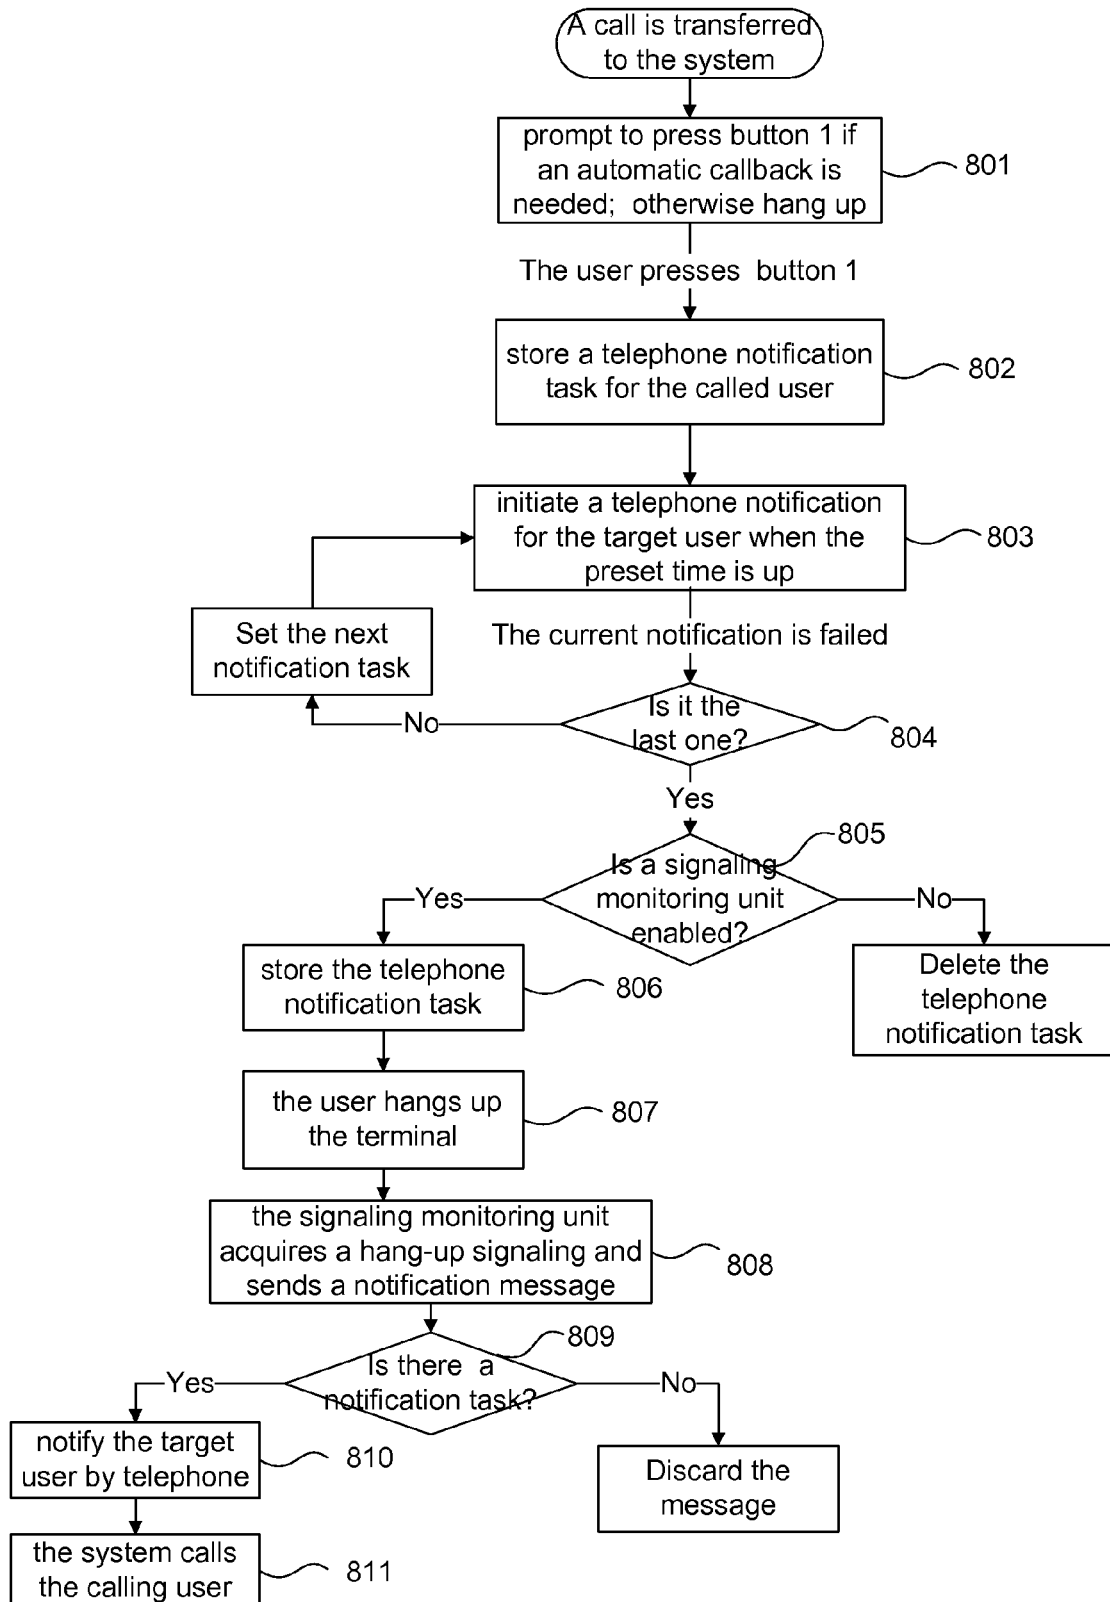 A call is transferred
to the system
prompt to press button 1 if
an automatic callback is
needed; otherwise hang up
801
The user presses button 1
store a telephone notification
task for the called user
802
initiate a telephone notification
for the target user when the
preset time is up
803
Set the next
notification task
The current notification is failed
Is it the
last one?
804
No
Yes
805
Is a signaling
monitoring unit
enabled?
Yes
No
store the telephone
notification task
806
Delete the
telephone
notification task
the user hangs up
the terminal
807
the signaling monitoring unit
acquires a hang-up signaling and
sends a notification message
808
809
Is there a
notification task?
Yes
No
notify the target
user by telephone
810
Discard the
message
the system calls
the calling user
811